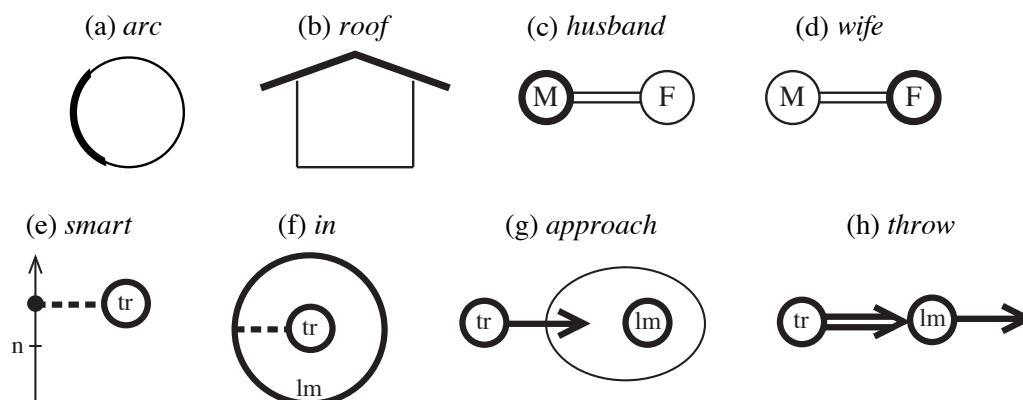 (a) arc (b) roof (c) husband (d) wife
M F M F
(e) smart (f) in (g) approach (h) throw
tr tr tr lm tr lm
n
lm